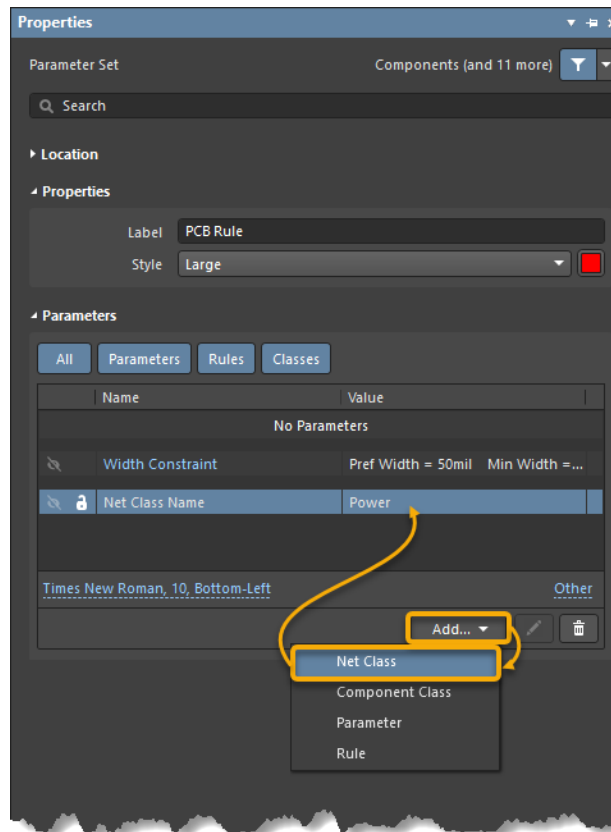 Properties
Parameter Set Components (and 11 more)
Search
Location
Properties
Label PCB Rule
Style Large
Parameters
All Parameters Rules Classes
Name Value
No Parameters
Width Constraint Pref Width = 50mil Min Width =...
Net Class Name Power
Times New Roman, 10, Bottom-Left Other
Add...
Net Class
Component Class
Parameter
Rule